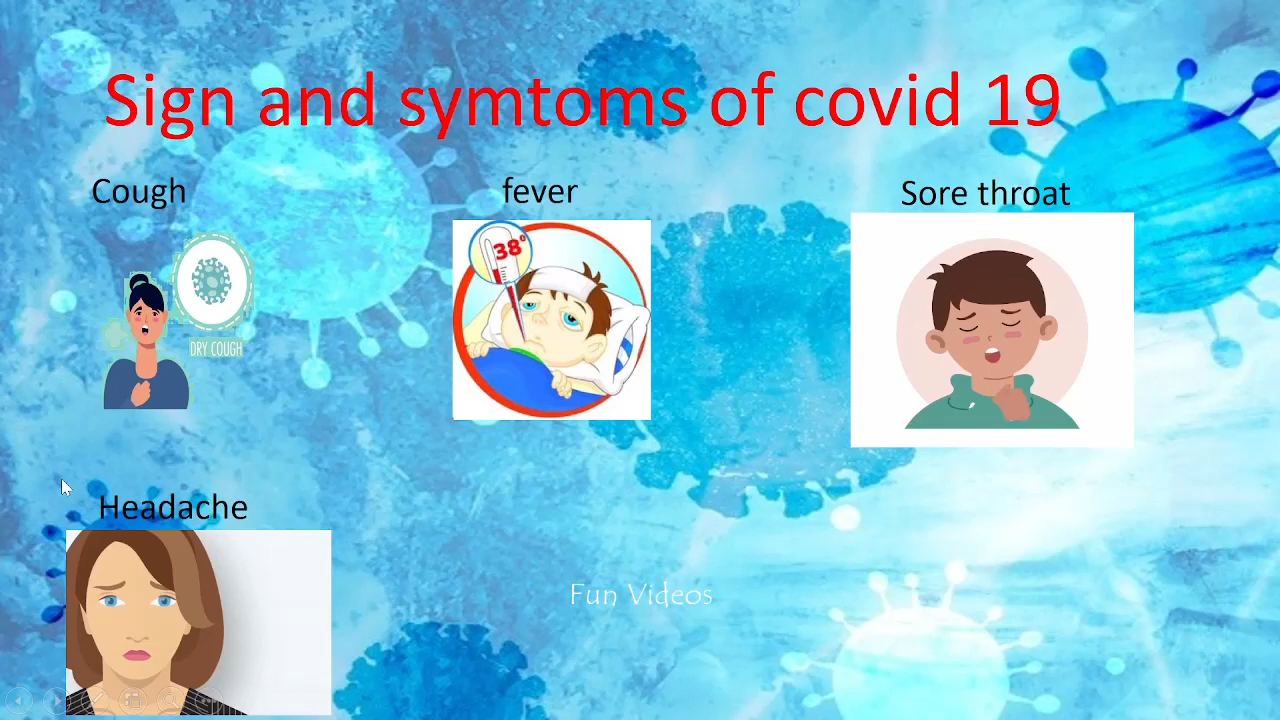 Sign and symtoms of covid 19
Cough
fever
Sore throat
38°
DRY COUGH
Headache
Fun Videos